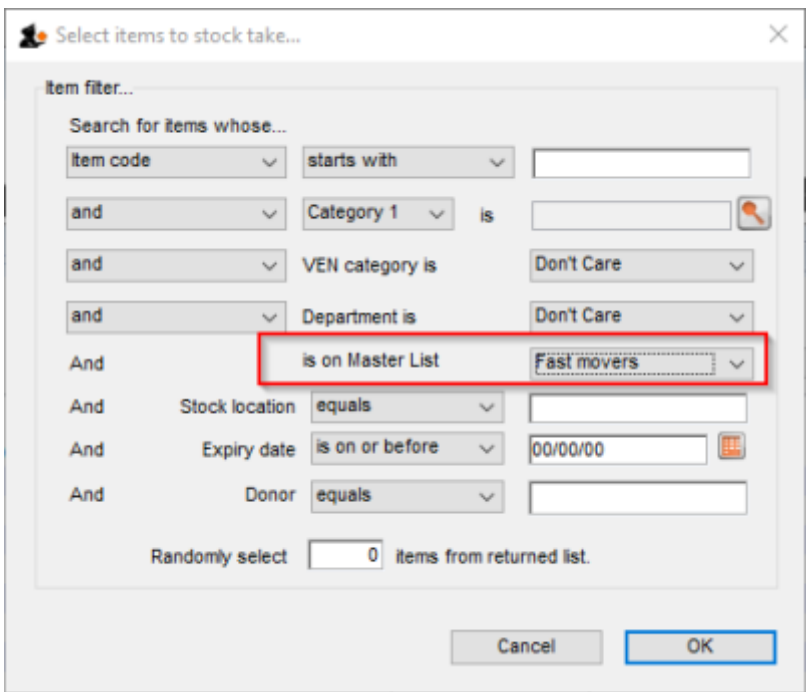 Select items to stock take...
Item filter...
Search for items whose...
Item code starts with
and Category 1 is
and VEN category is Don't Care
and Department is Don't Care
And is on Master List Fast movers
And Stock location equals
And Expiry date is on or before 00/00/00
And Donor equals
Randomly select 0 items from returned list.
Cancel OK